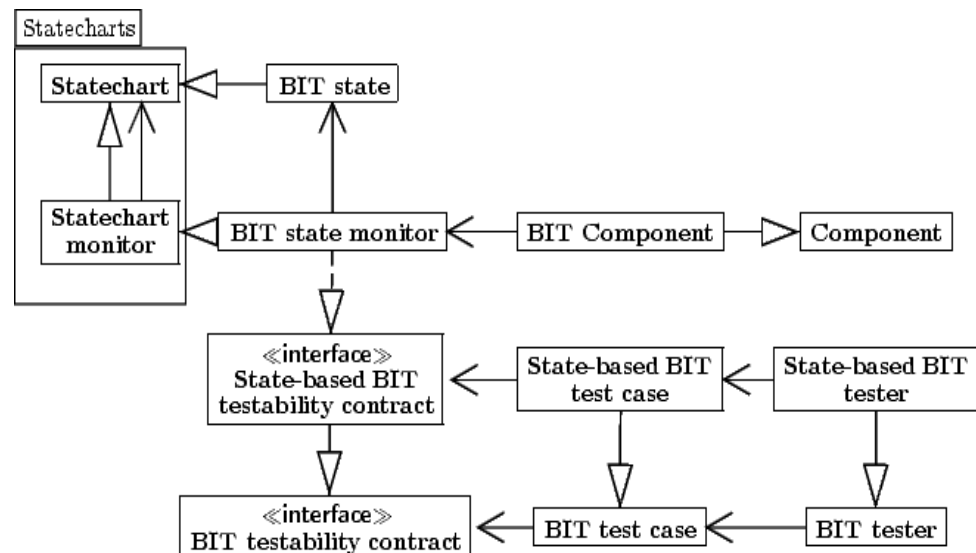 Statecharts
Statechart
BIT state
Statechart
monitor
BIT state monitor
BIT Component
Component
≪interface≫
State-based BIT
testability contract
State-based BIT
test case
State-based BIT
tester
≪interface≫
BIT testability contract
BIT test case
BIT tester